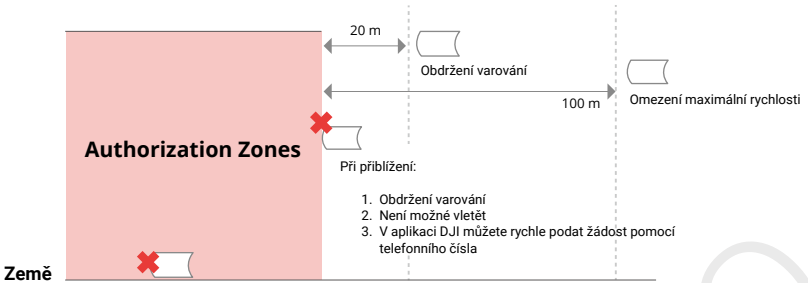 20 m
Obdržení varování
100 m
Omezení maximální rychlosti
Authorization Zones
Při přiblížení:
1. Obdržení varování
2. Není možné vletět
3. V aplikaci DJI můžete rychle podat žádost pomocí
telefonního čísla
Země